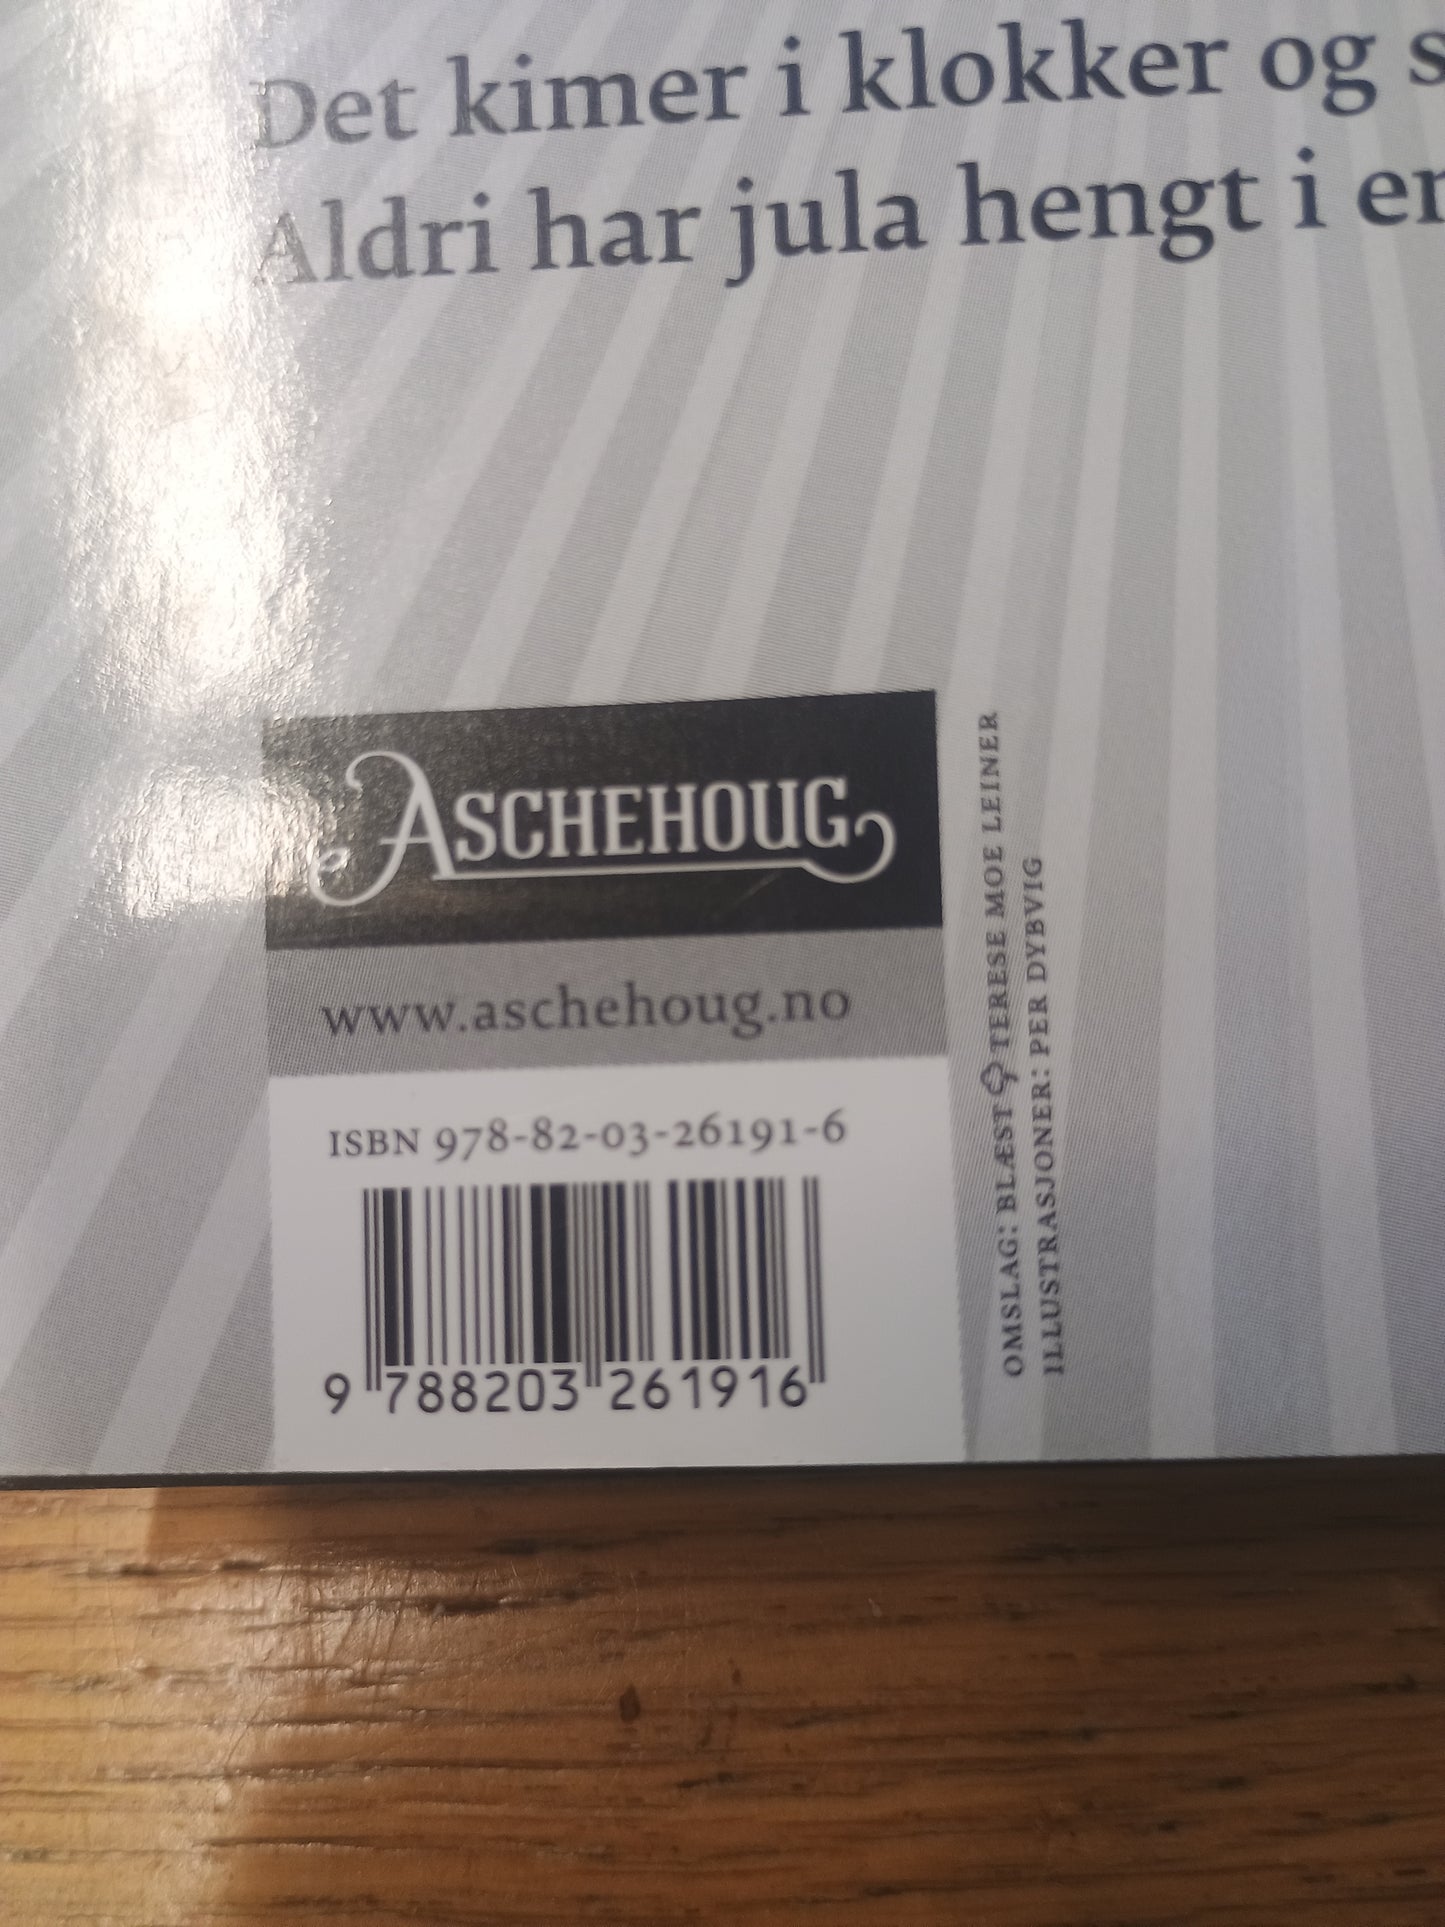 Det kimer i klokker og s
Aldri har jula hengt i en
ASCHEHOUG
www.aschehoug.no
ISBN 978-82-03-26191-6
9 788203 261916
OMSLAG: BLÆST TERESE MOE LEINER
ILLUSTRASJONER: PER DYBVIG